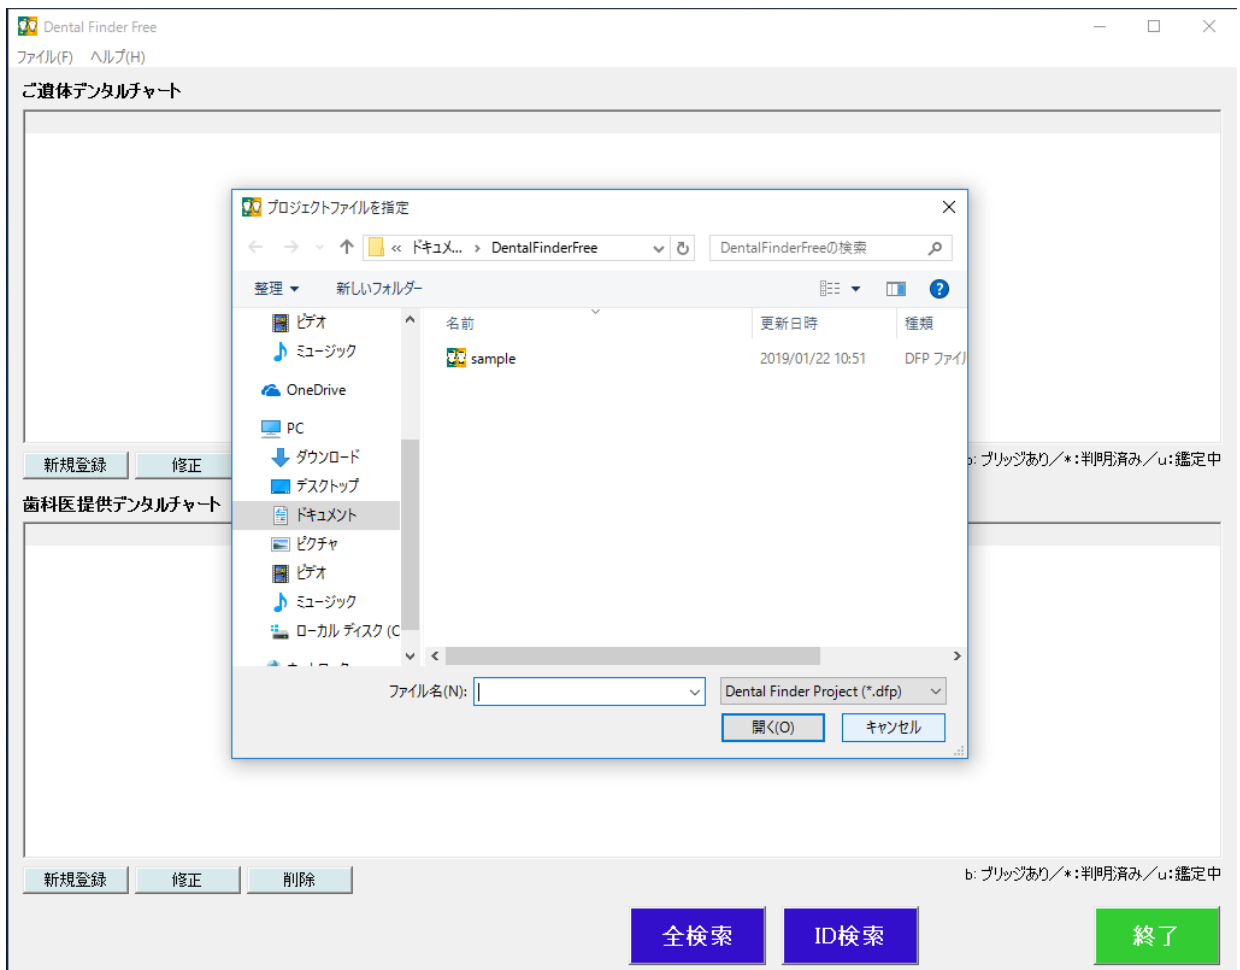 Dental Finder Free
ファイル(F) ヘルプ(H)
ご遺体デンタルチャート
プロジェクトファイルを指定
« ドキュメ... › DentalFinderFree
DentalFinderFreeの検索
整理 新しいフォルダー
ビデオ
ミュージック
OneDrive
PC
ダウンロード
デスクトップ
ドキュメント
ピクチャ
ビデオ
ミュージック
ローカル ディスク (C
名前 更新日時 種類
sample 2019/01/22 10:51 DFP ファイ
ファイル名(N): Dental Finder Project (*.dfp)
開く(O) キャンセル
新規登録 修正 : ブリッジあり/*:判明済み/u:鑑定中
歯科医提供デンタルチャート
新規登録 修正 削除 b: ブリッジあり/*:判明済み/u:鑑定中
全検索 ID検索 終了